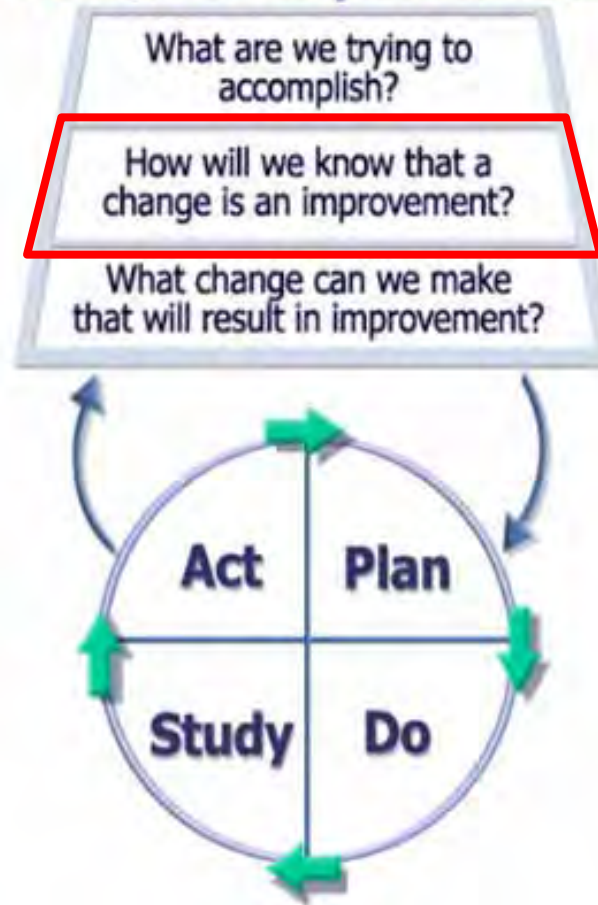 What are we trying to
accomplish?
How will we know that a
change is an improvement?
What change can we make
that will result in improvement?
Act
Plan
Study
Do